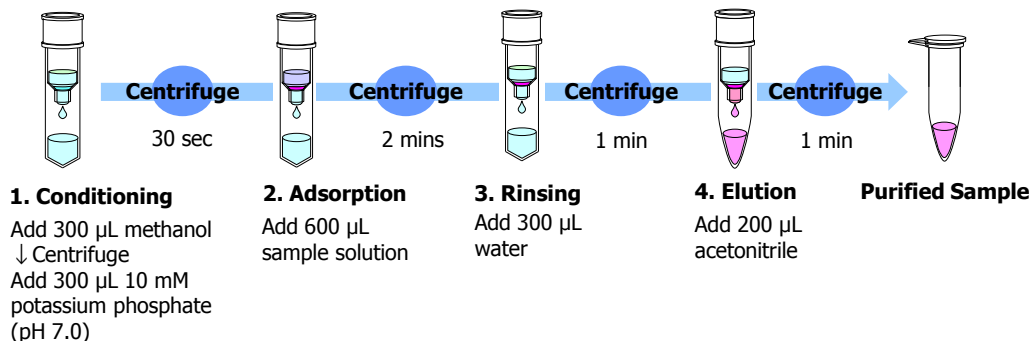 Centrifuge
Centrifuge
Centrifuge
Centrifuge
30 sec
2 mins
1 min
1 min
1. Conditioning
Add 300 µL methanol
↓Centrifuge
Add 300 µL 10 mM
potassium phosphate
(pH 7.0)
2. Adsorption
Add 600 µL
sample solution
3. Rinsing
Add 300 µL
water
4. Elution
Add 200 µL
acetonitrile
Purified Sample